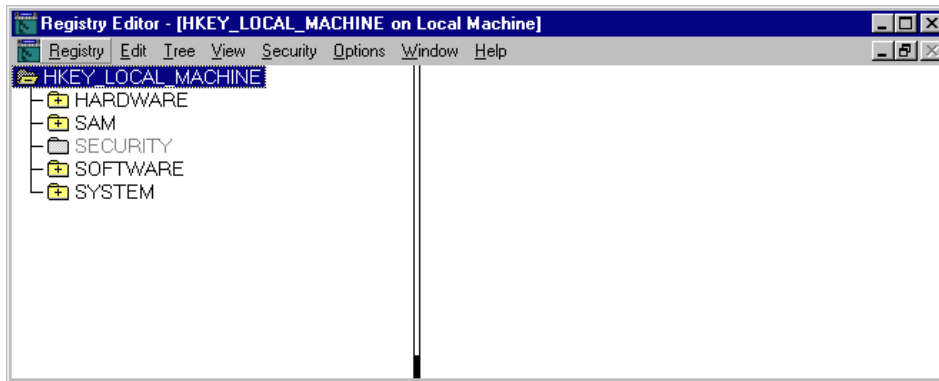 Registry Editor - [HKEY_LOCAL_MACHINE on Local Machine]
Registry Edit Tree View Security Options Window Help
HKEY_LOCAL_MACHINE
HARDWARE
SAM
SECURITY
SOFTWARE
SYSTEM